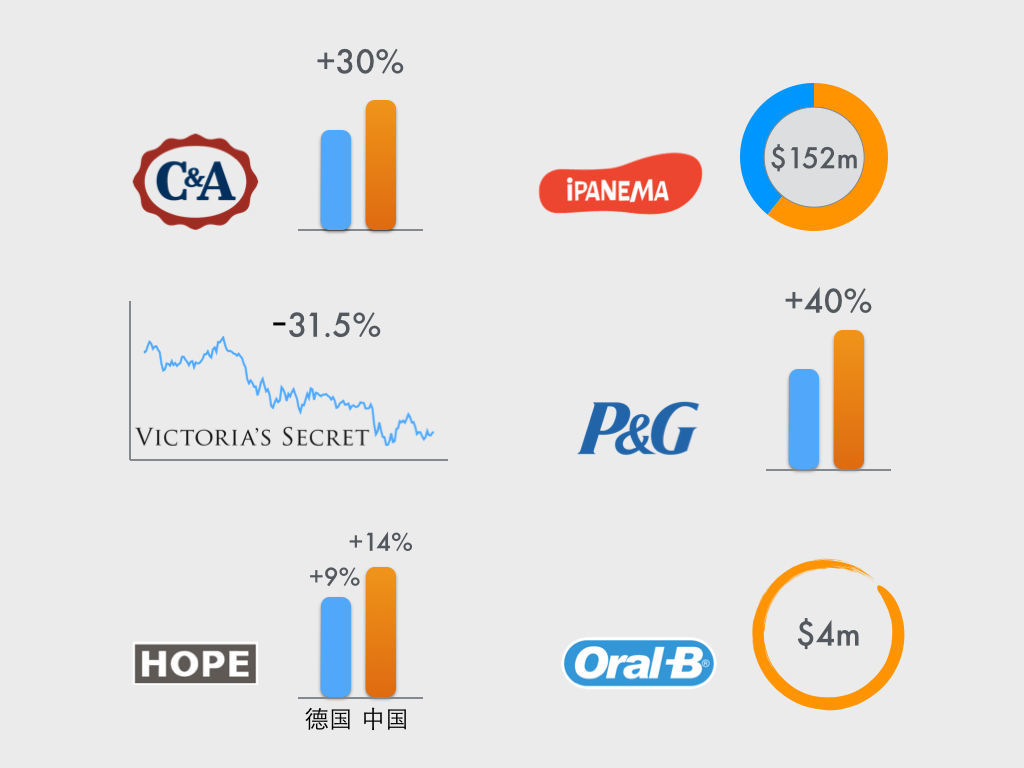 +30%
C&A
iPANEMA
$152m
-31.5%
VICTORIA'S SECRET
+40%
P&G
+14%
+9%
HOPE
德国 中国
Oral-B®
$4m